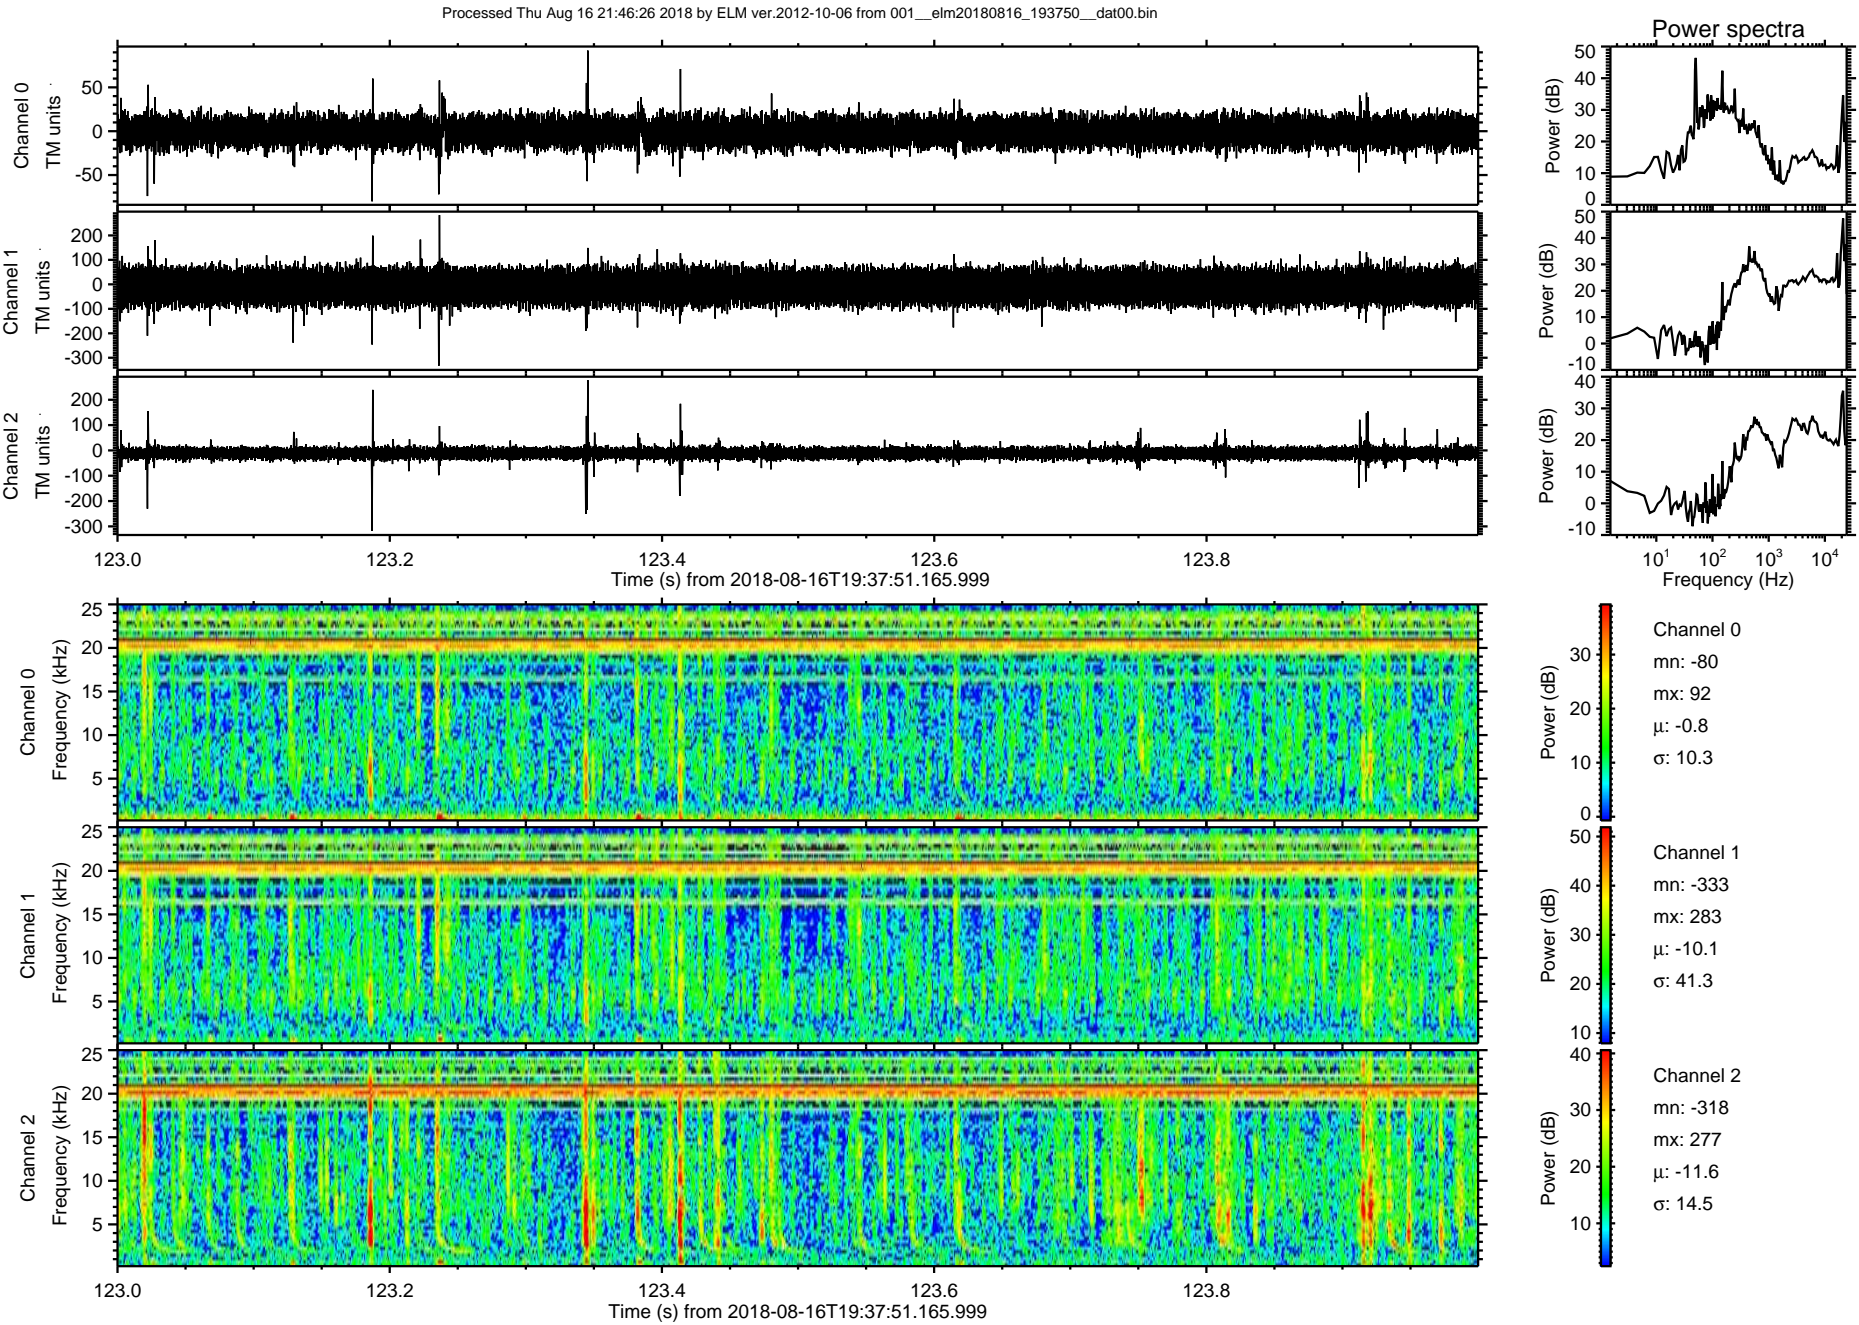 Processed Thu Aug 16 21:46:26 2018 by ELM ver.2012-10-06 from 001__elm20180816_193750__dat00.bin
Power spectra
Channel 0
TM units
50
0
-50
Power (dB)
50
40
30
20
10
0
Channel 1
TM units
200
100
0
-100
-200
-300
Power (dB)
50
40
30
20
10
0
-10
Channel 2
TM units
200
100
0
-100
-200
-300
Power (dB)
40
30
20
10
0
-10
123.0 123.2 123.4 123.6 123.8
Time (s) from 2018-08-16T19:37:51.165.999
10^1 10^2 10^3 10^4
Frequency (Hz)
Channel 0
Frequency (kHz)
25
20
15
10
5
Power (dB)
30
20
10
0
Channel 0
mn: -80
mx: 92
μ: -0.8
σ: 10.3
Channel 1
Frequency (kHz)
25
20
15
10
5
Power (dB)
50
40
30
20
10
Channel 1
mn: -333
mx: 283
μ: -10.1
σ: 41.3
Channel 2
Frequency (kHz)
25
20
15
10
5
Power (dB)
40
30
20
10
Channel 2
mn: -318
mx: 277
μ: -11.6
σ: 14.5
123.0 123.2 123.4 123.6 123.8
Time (s) from 2018-08-16T19:37:51.165.999